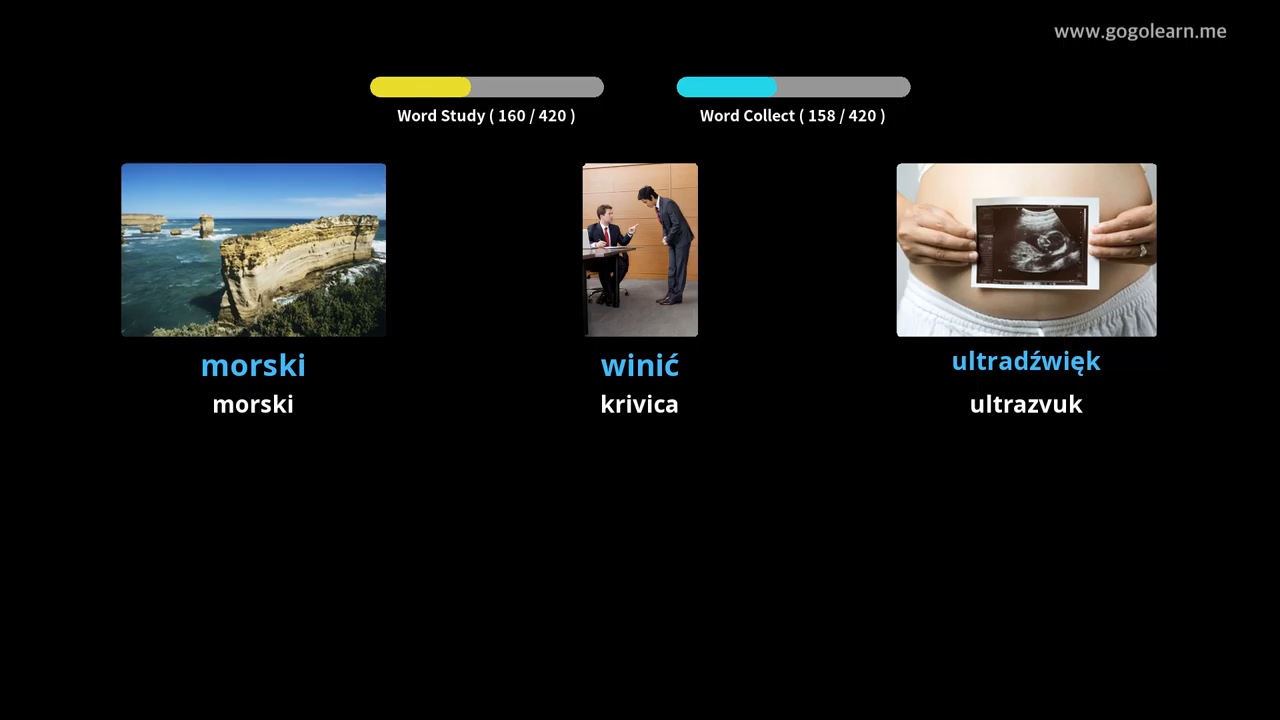 www.gogolearn.me
Word Study ( 160 / 420 )
Word Collect ( 158 / 420 )
morski
winić
ultradźwięk
morski
krivica
ultrazvuk